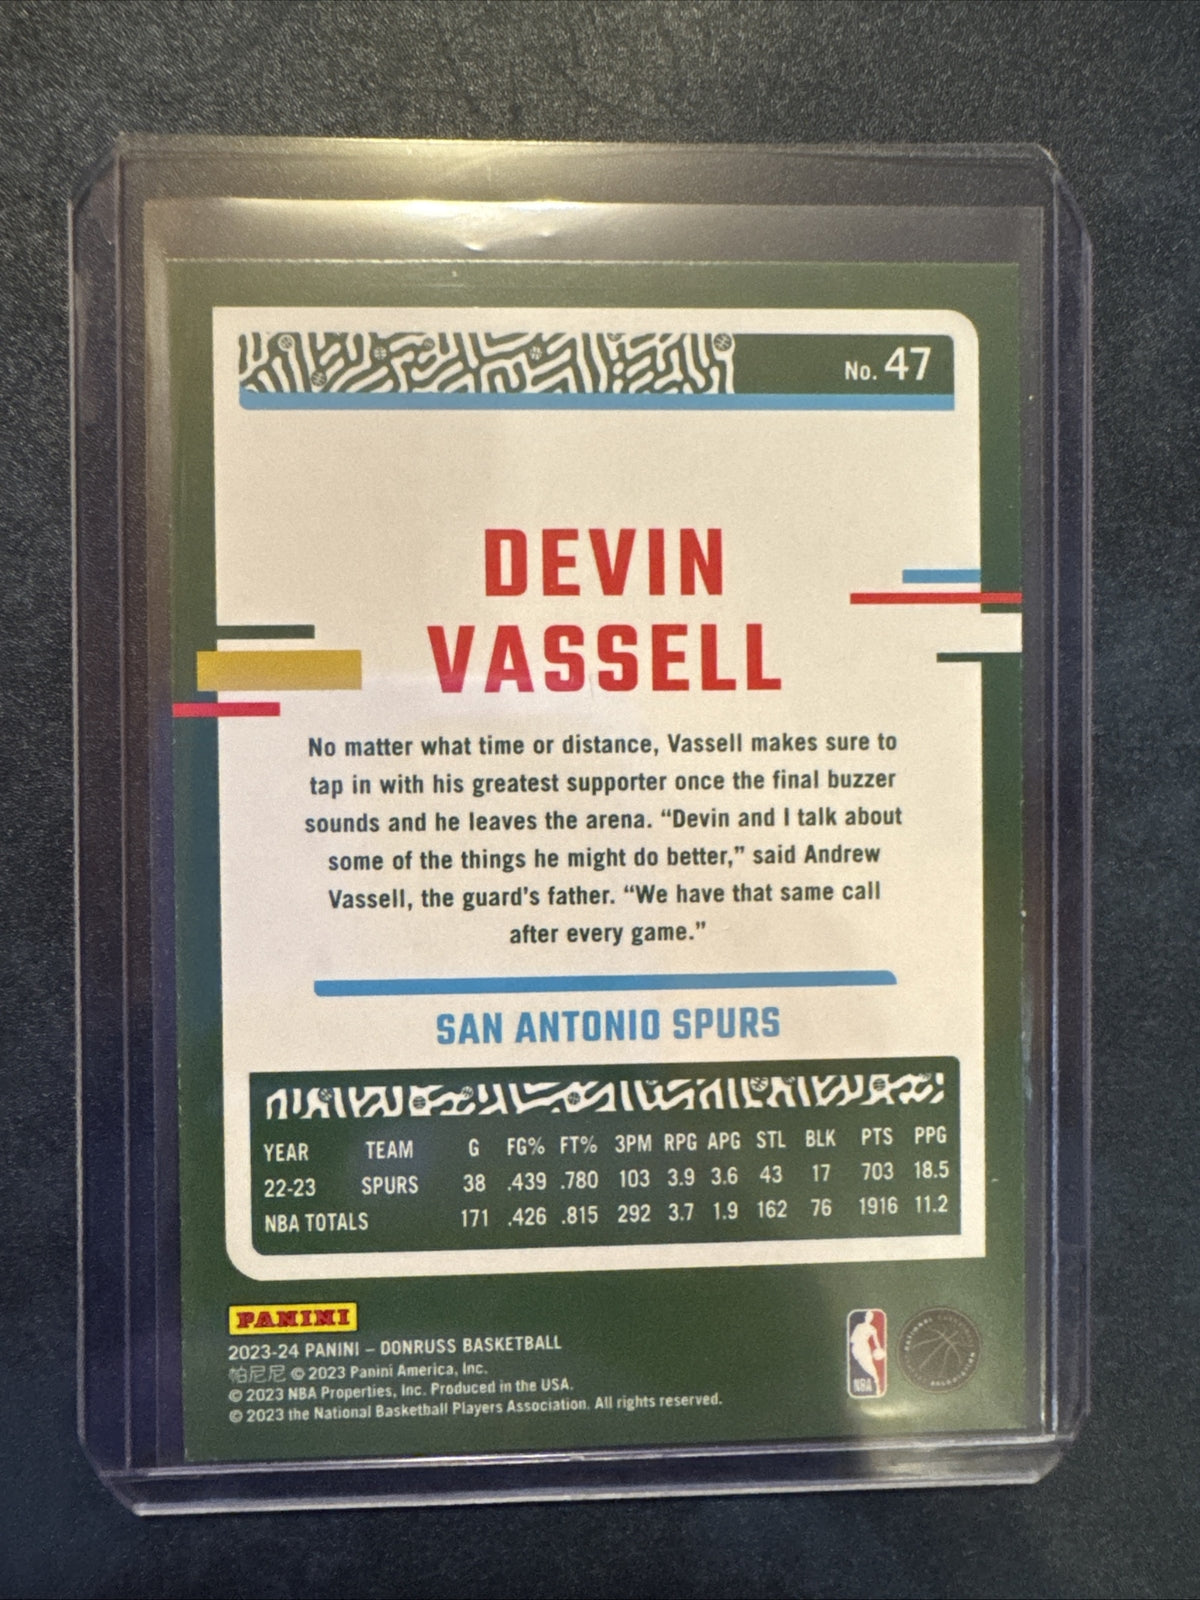 No. 47
DEVIN
VASSELL
No matter what time or distance, Vassell makes sure to
tap in with his greatest supporter once the final buzzer
sounds and he leaves the arena. “Devin and I talk about
some of the things he might do better,” said Andrew
Vassell, the guard’s father. “We have that same call
after every game.”
SAN ANTONIO SPURS
YEAR TEAM G FG% FT% 3PM RPG APG STL BLK PTS PPG
22-23 SPURS 38 .439 .780 103 3.9 3.6 43 17 703 18.5
NBA TOTALS 171 .426 .815 292 3.7 1.9 162 76 1916 11.2
PANINI
2023-24 PANINI – DONRUSS BASKETBALL
帕尼尼 © 2023 Panini America, Inc.
© 2023 NBA Properties, Inc. Produced in the USA.
© 2023 the National Basketball Players Association. All rights reserved.
NBA